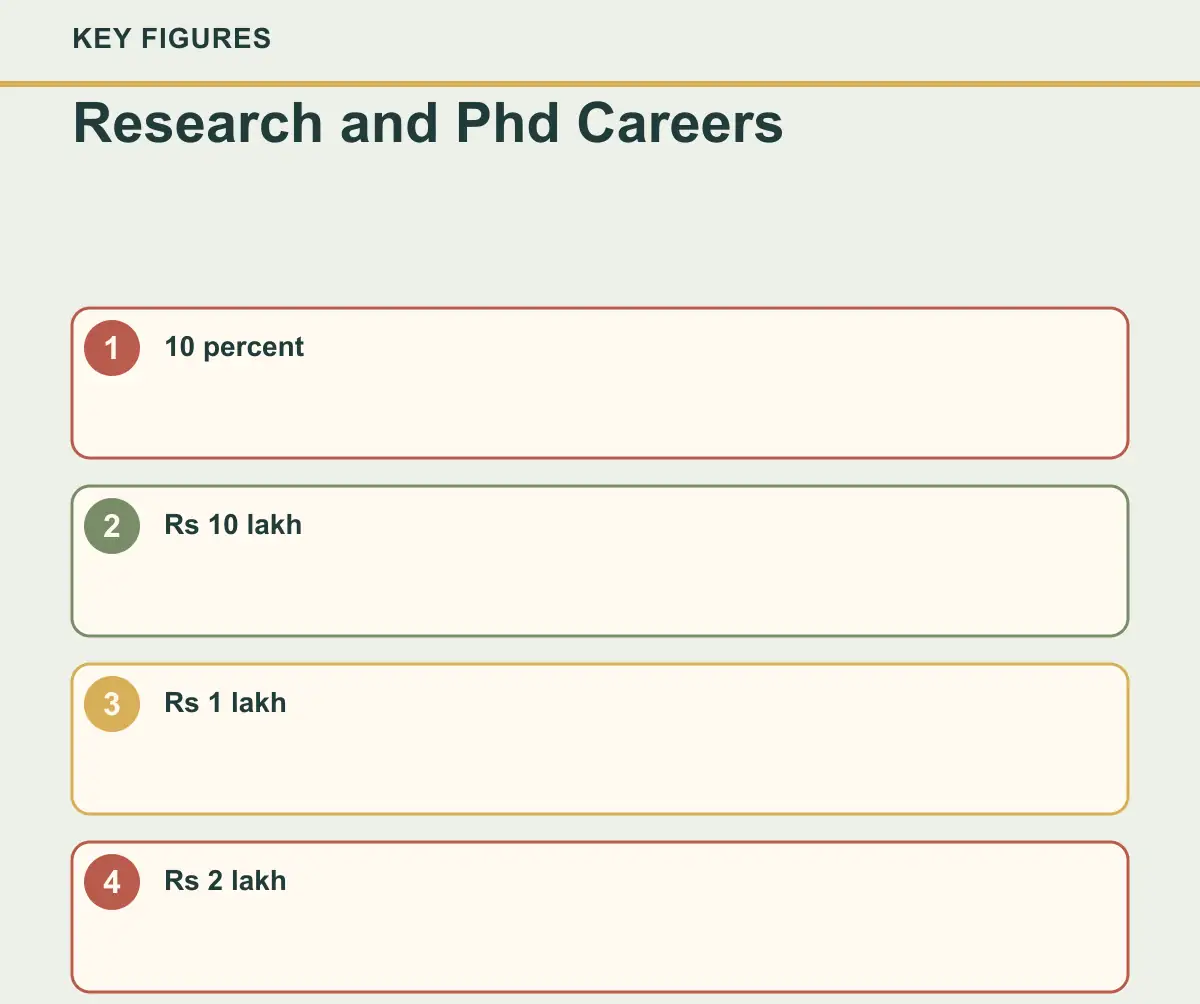 KEY FIGURES
Research and Phd Careers
1 10 percent
2 Rs 10 lakh
3 Rs 1 lakh
4 Rs 2 lakh